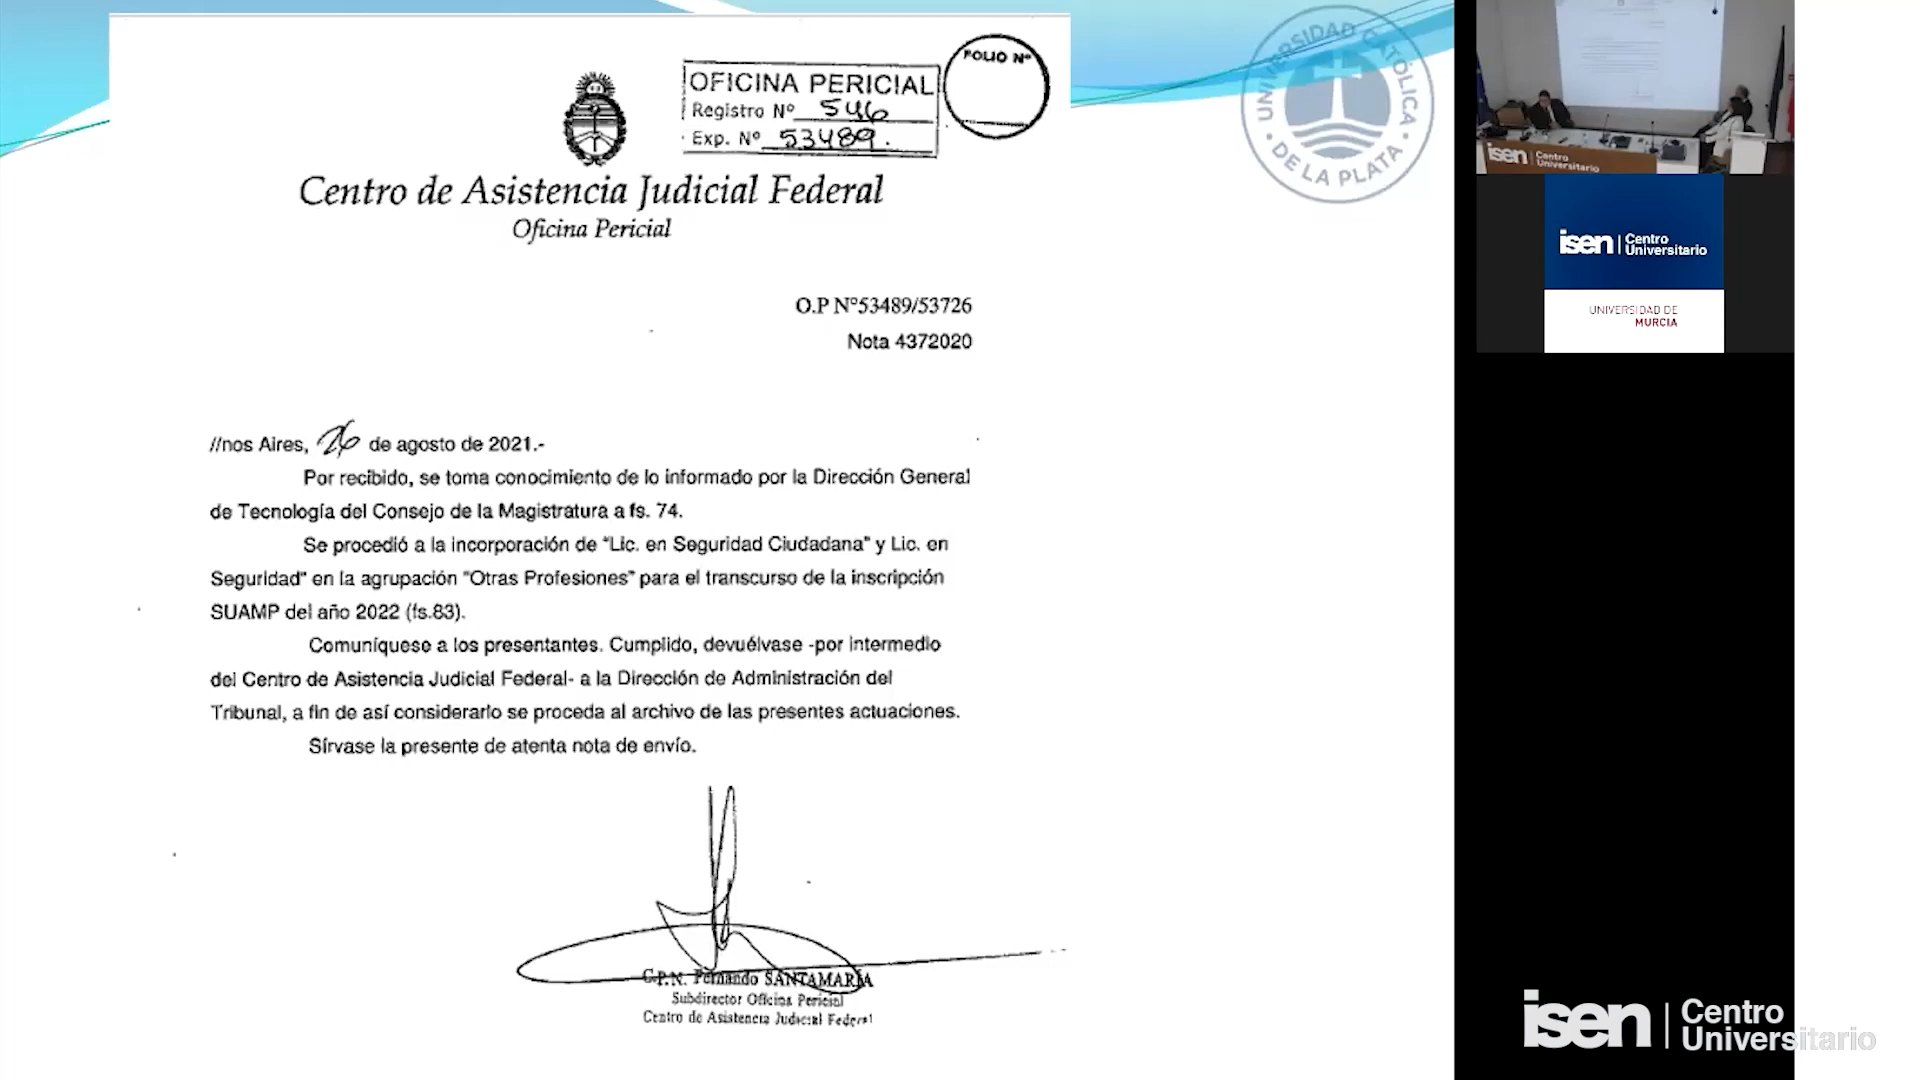 OFICINA PERICIAL
Registro Nº 546
Exp. Nº 53489.
FOLIO Nº
Centro de Asistencia Judicial Federal
Oficina Pericial
O.P N°53489/53726
Nota 4372020
//nos Aires, 26 de agosto de 2021.-
Por recibido, se toma conocimiento de lo informado por la Dirección General
de Tecnología del Consejo de la Magistratura a fs. 74.
Se procedió a la incorporación de "Lic. en Seguridad Ciudadana" y Lic. en
Seguridad" en la agrupación "Otras Profesiones" para el transcurso de la inscripción
SUAMP del año 2022 (fs.83).
Comuníquese a los presentantes. Cumplido, devuélvase -por intermedio
del Centro de Asistencia Judicial Federal- a la Dirección de Administración del
Tribunal, a fin de así considerarlo se proceda al archivo de las presentes actuaciones.
Sírvase la presente de atenta nota de envío.
C.P.N. Fernando SANTAMARIA
Subdirector Oficina Pericial
Centro de Asistencia Judicial Federal
UNIVERSIDAD CATÓLICA
DE LA PLATA
isen Centro
Universitario
isen Centro
Universitario
UNIVERSIDAD DE
MURCIA
isen Centro
Universitario